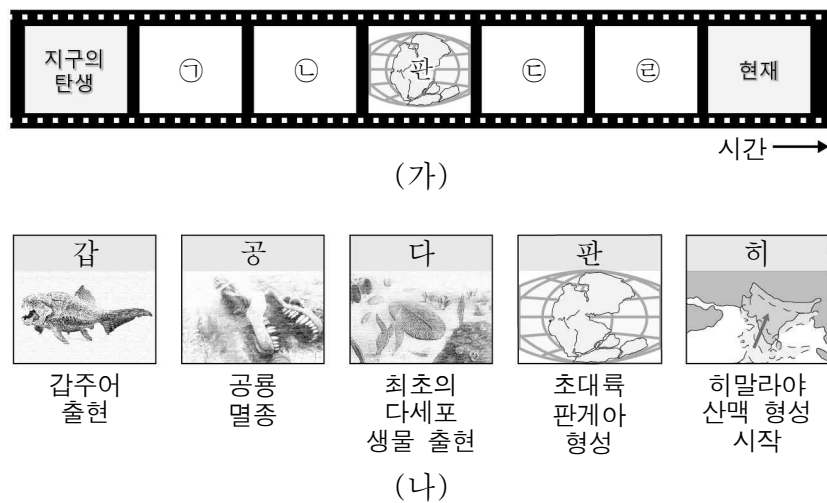 지구의
탄생
㉠
㉡
판
㉢
㉣
현재
시간
(가)
갑
공
다
판
히
갑주어
출현
공룡
멸종
최초의
다세포
생물 출현
초대륙
판게아
형성
히말라야
산맥 형성
시작
(나)